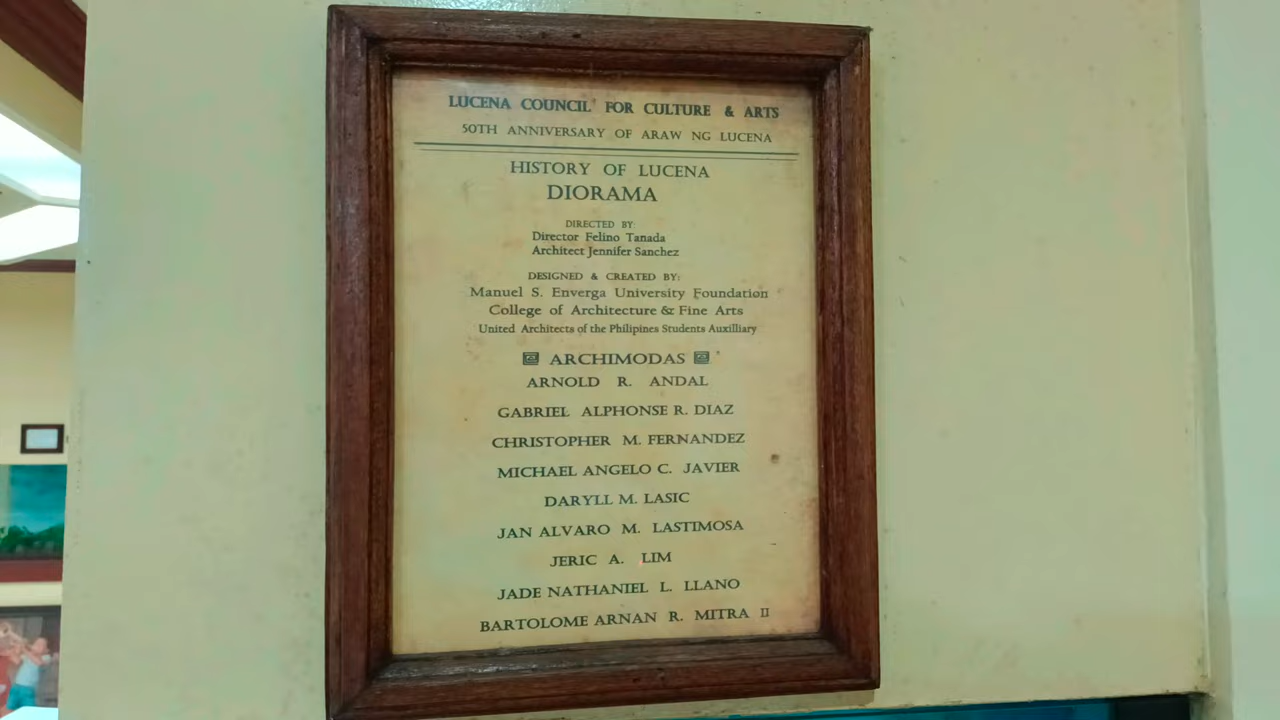 LUCENA COUNCIL FOR CULTURE & ARTS
50TH ANNIVERSARY OF ARAW NG LUCENA
HISTORY OF LUCENA
DIORAMA
DIRECTED BY:
Director Felino Tanada
Architect Jennifer Sanchez
DESIGNED & CREATED BY:
Manuel S. Enverga University Foundation
College of Architecture & Fine Arts
United Architects of the Philipines Students Auxilliary
ARCHIMODAS
ARNOLD R. ANDAL
GABRIEL ALPHONSE R. DIAZ
CHRISTOPHER M. FERNANDEZ
MICHAEL ANGELO C. JAVIER
DARYLL M. LASIC
JAN ALVARO M. LASTIMOSA
JERIC A. LIM
JADE NATHANIEL L. LLANO
BARTOLOME ARNAN R. MITRA II